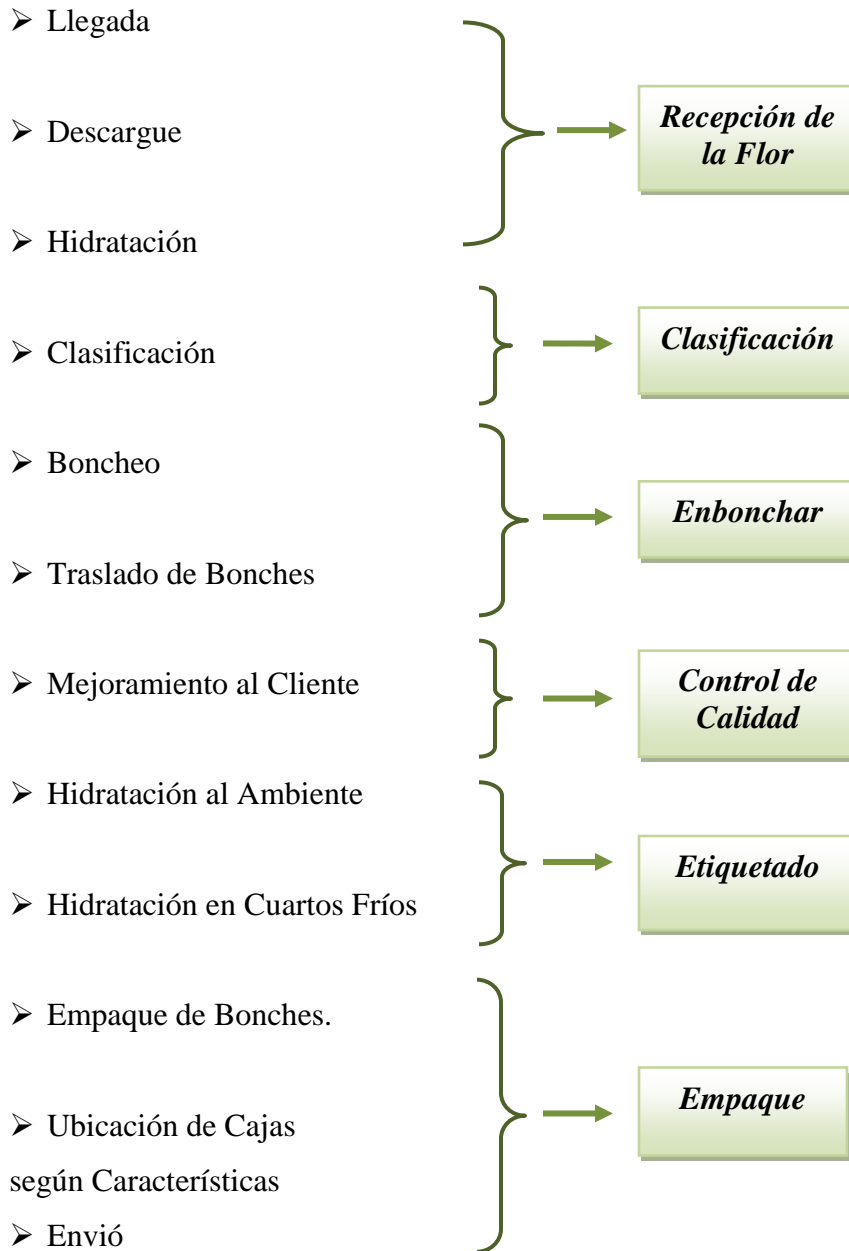 ➢ Llegada
➢ Descargue
➢ Hidratación
Recepción de
la Flor
➢ Clasificación
Clasificación
➢ Boncheo
➢ Traslado de Bonches
Enbonchar
➢ Mejoramiento al Cliente
Control de
Calidad
➢ Hidratación al Ambiente
➢ Hidratación en Cuartos Fríos
Etiquetado
➢ Empaque de Bonches.
➢ Ubicación de Cajas
según Características
➢ Envió
Empaque